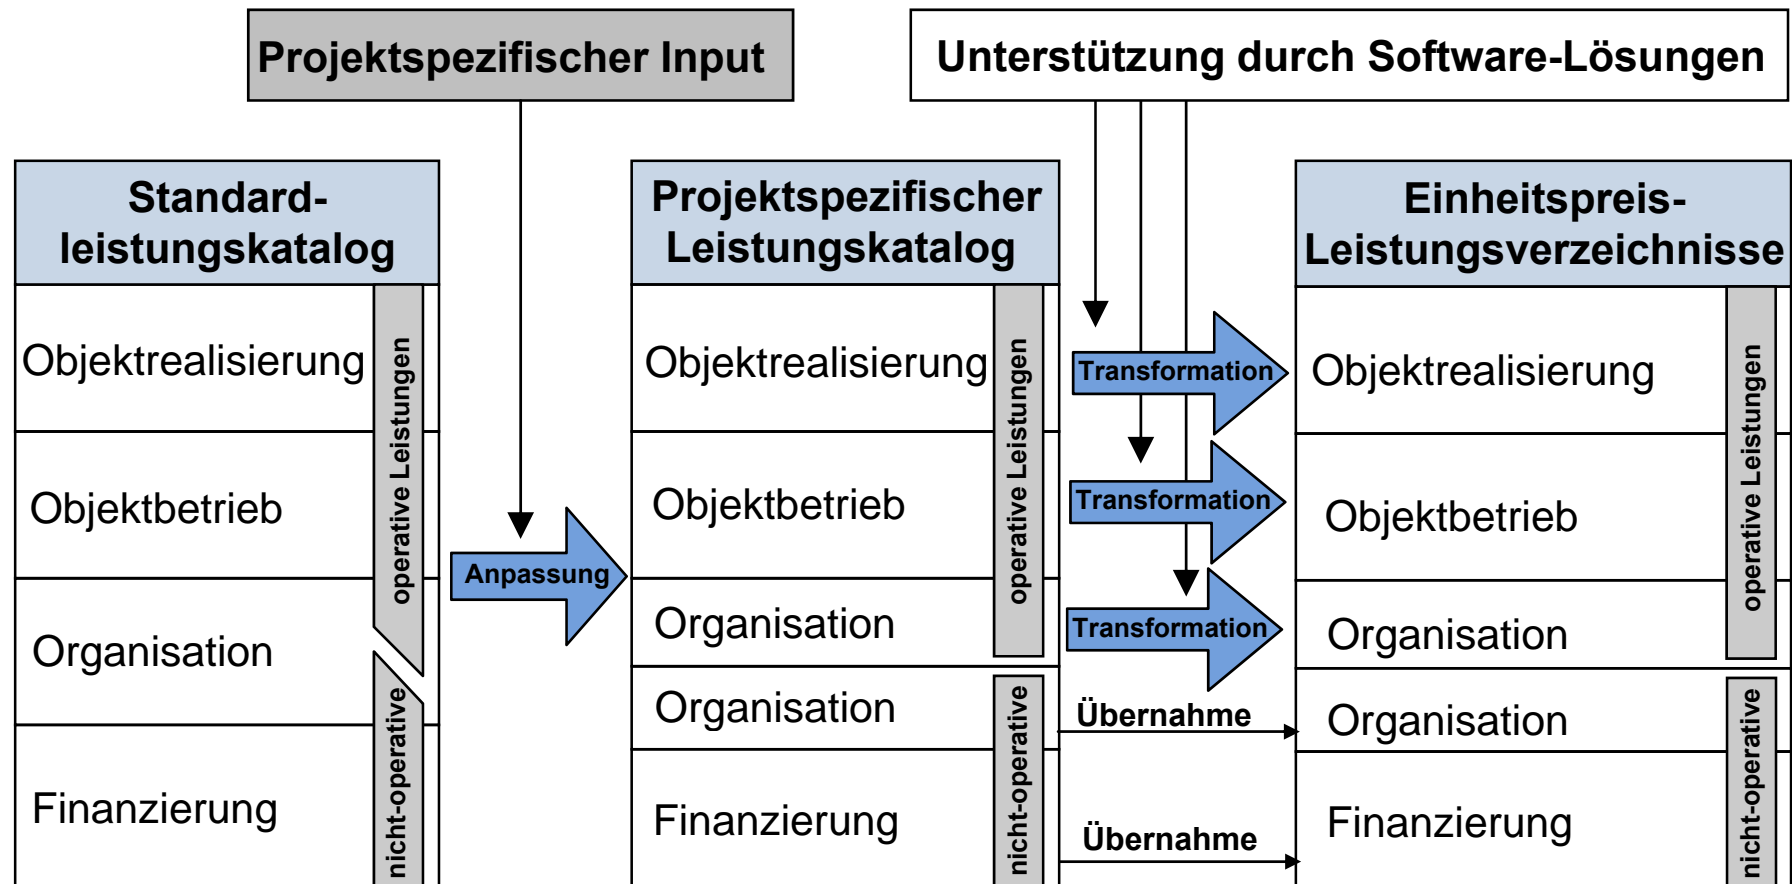 Projektspezifischer Input
Unterstützung durch Software-Lösungen
Standard-
leistungskatalog
Objektrealisierung
Objektbetrieb
Organisation
Finanzierung
operative Leistungen
nicht-operative
Anpassung
Projektspezifischer
Leistungskatalog
Objektrealisierung
Objektbetrieb
Organisation
Organisation
Finanzierung
operative Leistungen
nicht-operative
Transformation
Transformation
Transformation
Übernahme
Übernahme
Einheitspreis-
Leistungsverzeichnisse
Objektrealisierung
Objektbetrieb
Organisation
Organisation
Finanzierung
operative Leistungen
nicht-operative